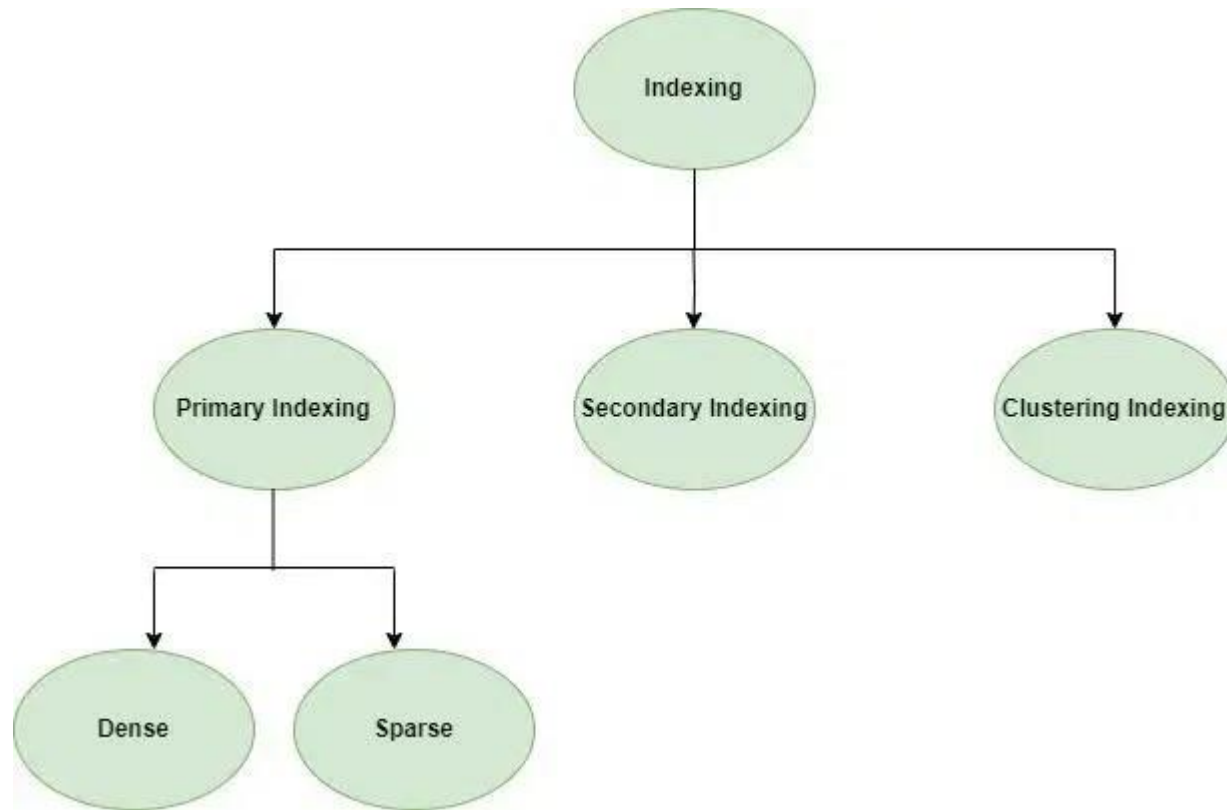 Indexing
Primary Indexing
Secondary Indexing
Clustering Indexing
Dense
Sparse